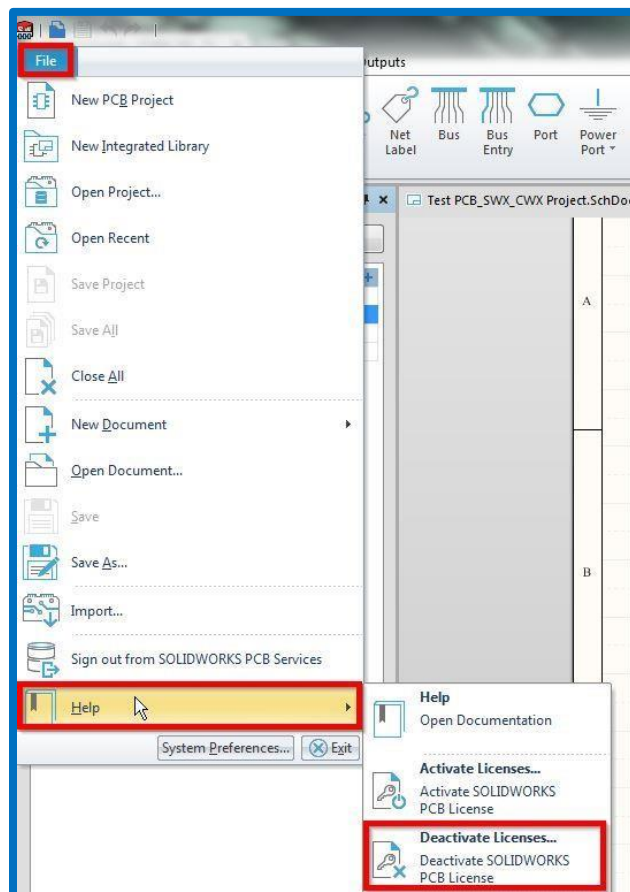 File
utputs
New PCB Project
New Integrated Library
Open Project...
Open Recent
Save Project
Save All
Close All
New Document
Open Document...
Save
Save As...
Import...
Sign out from SOLIDWORKS PCB Services
Help
System Preferences...
Exit
Net
Label
Bus
Bus
Entry
Port
Power
Port
Test PCB_SWX_CWX Project.SchDo
A
B
Help
Open Documentation
Activate Licenses...
Activate SOLIDWORKS
PCB License
Deactivate Licenses...
Deactivate SOLIDWORKS
PCB License